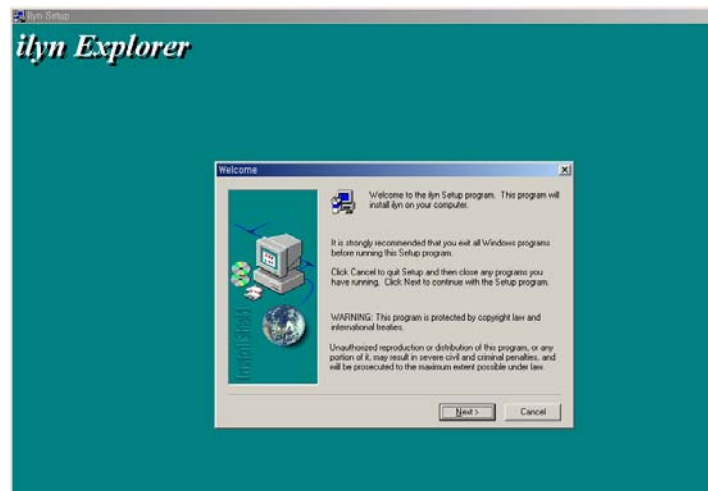 ilyn Setup
ilyn Explorer
Welcome
Welcome to the ilyn Setup program. This program will
install ilyn on your computer.
It is strongly recommended that you exit all Windows programs
before running this Setup program.
Click Cancel to quit Setup and then close any programs you
have running. Click Next to continue with the Setup program.
WARNING: This program is protected by copyright law and
international treaties.
Unauthorized reproduction or distribution of this program, or any
portion of it, may result in severe civil and criminal penalties, and
will be prosecuted to the maximum extent possible under law.
InstallShield
Next >
Cancel